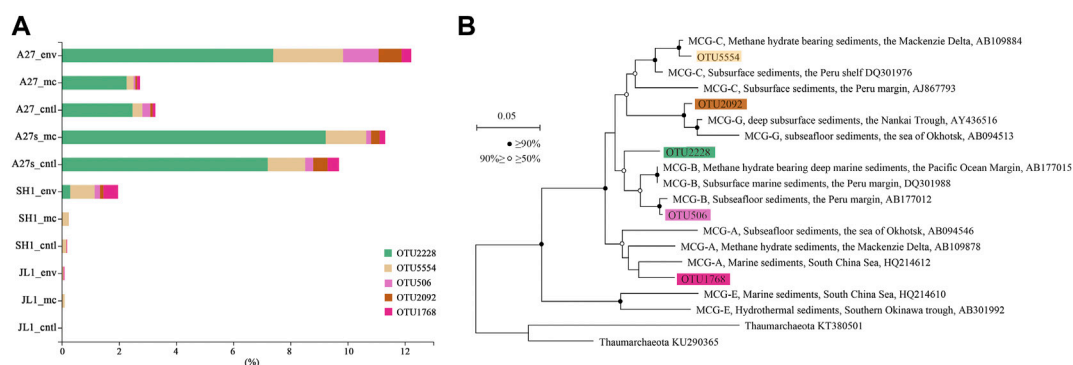 A
A27_env
A27_mc
A27_cntl
A27s_mc
A27s_cntl
SH1_env
SH1_mc
SH1_cntl
JL1_env
JL1_mc
JL1_cntl
OTU2228
OTU5554
OTU506
OTU2092
OTU1768
0
2
4
6
8
10
12
(%)
B
0.05
≥90%
90%≥ ≥50%
MCG-C, Methane hydrate bearing sediments, the Mackenzie Delta, AB109884
OTU5554
MCG-C, Subsurface sediments, the Peru shelf DQ301976
MCG-C, Subsurface sediments, the Peru margin, AJ867793
OTU2092
MCG-G, deep subsurface sediments, the Nankai Trough, AY436516
MCG-G, subseafloor sediments, the sea of Okhotsk, AB094513
OTU2228
MCG-B, Methane hydrate bearing deep marine sediments, the Pacific Ocean Margin, AB177015
MCG-B, Subsurface marine sediments, the Peru margin, DQ301988
MCG-B, Subseafloor sediments, the Peru margin, AB177012
OTU506
MCG-A, Subseafloor sediments, the sea of Okhotsk, AB094546
MCG-A, Methane hydrate sediments, the Mackenzie Delta, AB109878
MCG-A, Marine sediments, South China Sea, HQ214612
OTU1768
MCG-E, Marine sediments, South China Sea, HQ214610
MCG-E, Hydrothermal sediments, Southern Okinawa trough, AB301992
Thaumarchaeota KT380501
Thaumarchaeota KU290365